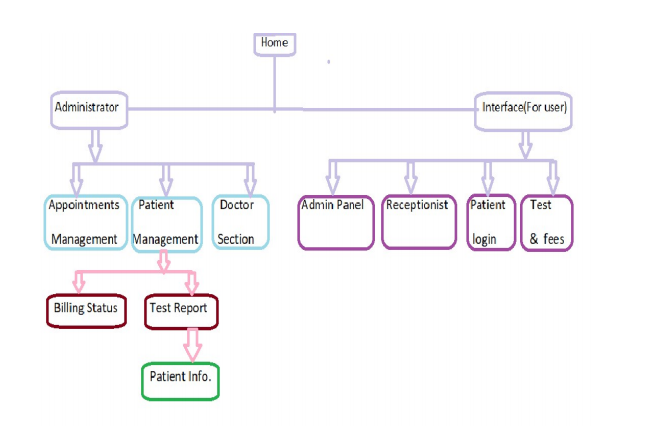 Home
Administrator
Interface(For user)
Appointments
Management
Patient
Management
Doctor
Section
Admin Panel
Receptionist
Patient
login
Test
& fees
Billing Status
Test Report
Patient Info.